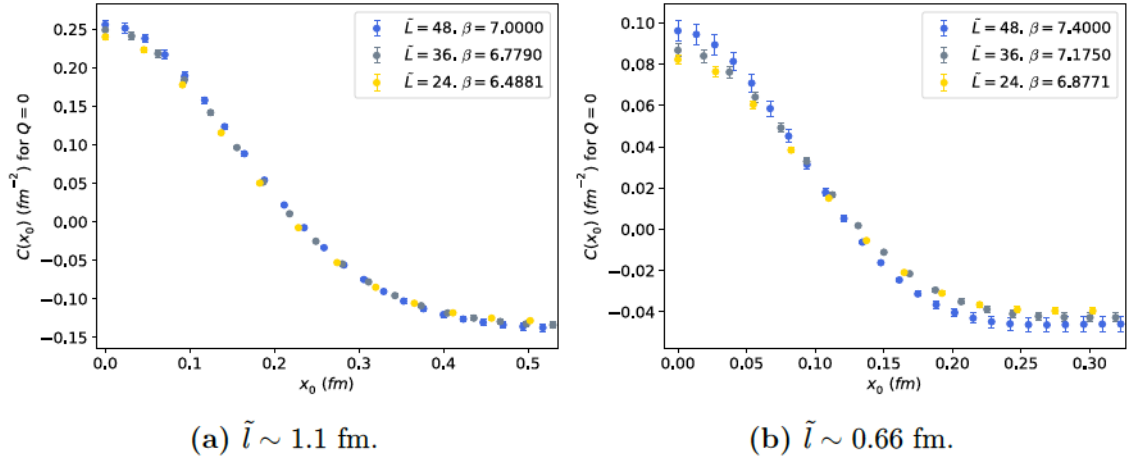 C(x₀) (fm⁻²) for Q = 0
0.25
0.20
0.15
0.10
0.05
0.00
−0.05
−0.10
−0.15
L̃ = 48. β = 7.0000
L̃ = 36. β = 6.7790
L̃ = 24. β = 6.4881
0.0 0.1 0.2 0.3 0.4 0.5
x₀ (fm)
(a) l̃ ∼ 1.1 fm.
C(x₀) (fm⁻²) for Q = 0
0.10
0.08
0.06
0.04
0.02
0.00
−0.02
−0.04
L̃ = 48. β = 7.4000
L̃ = 36. β = 7.1750
L̃ = 24. β = 6.8771
0.00 0.05 0.10 0.15 0.20 0.25 0.30
x₀ (fm)
(b) l̃ ∼ 0.66 fm.